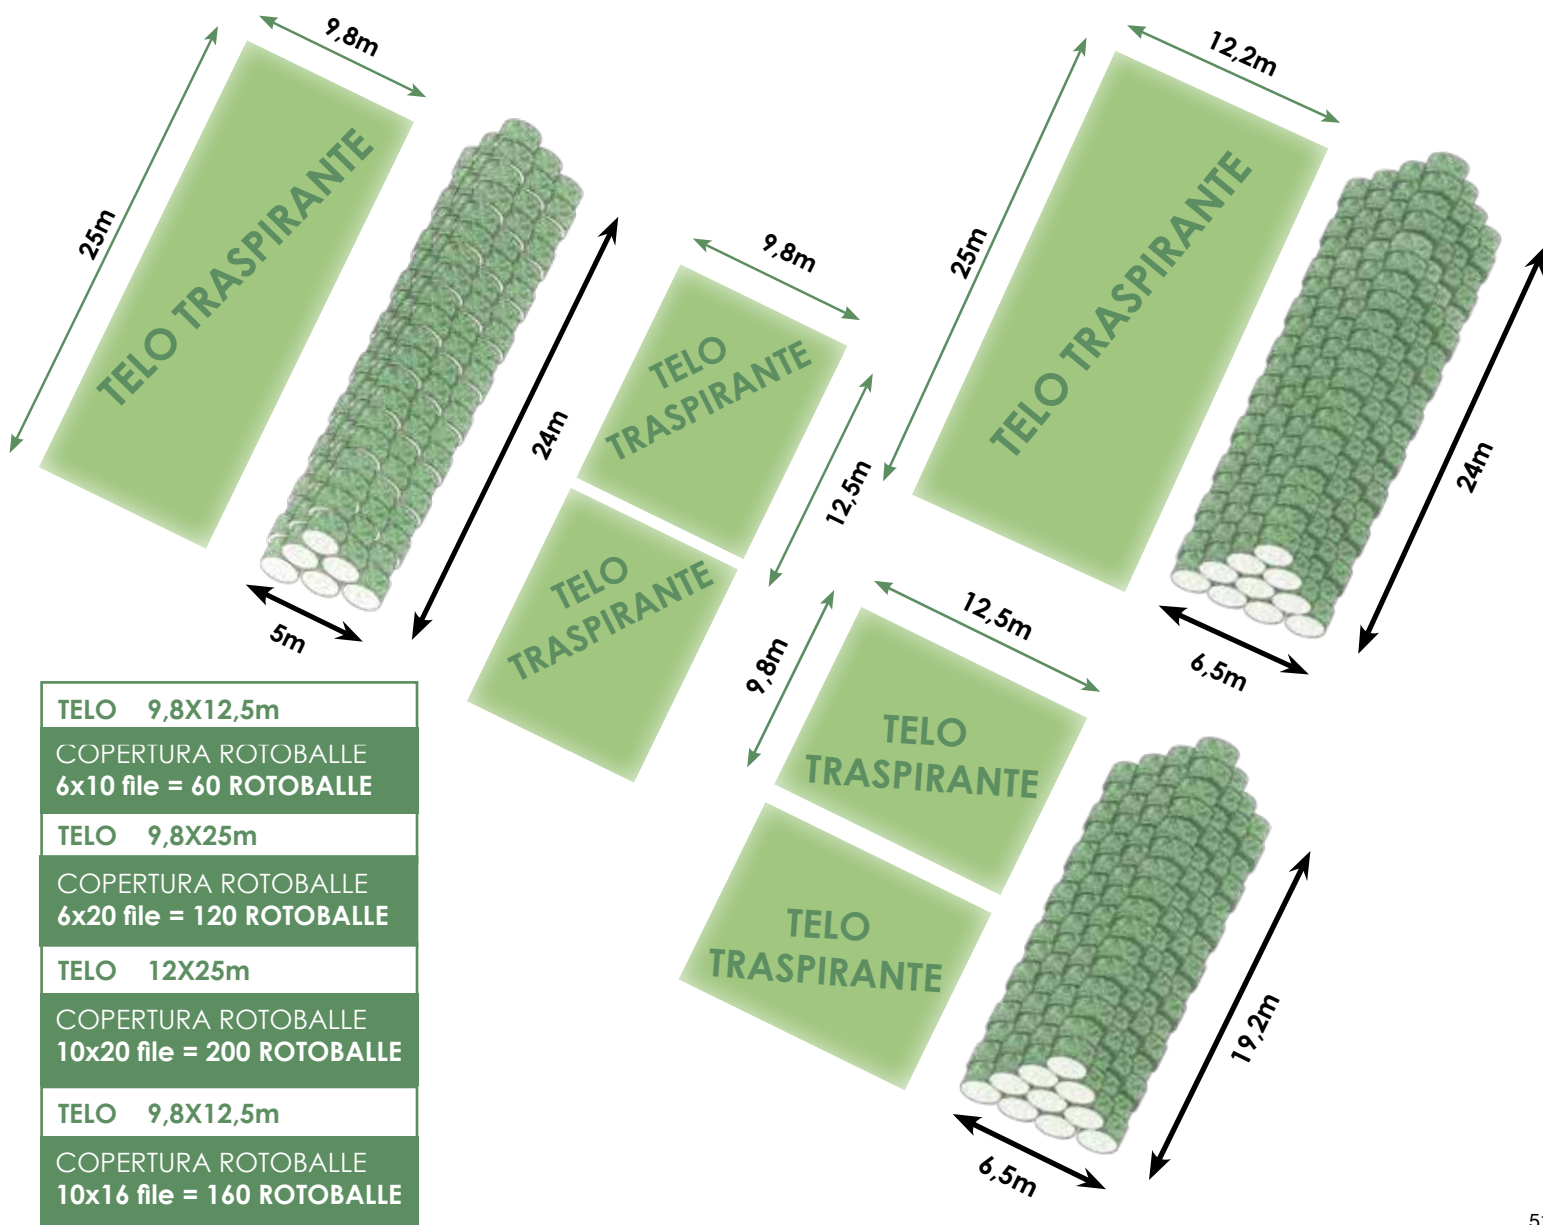 9,8m
25m
TELO TRASPIRANTE
24m
5m
9,8m
TELO
TRASPIRANTE
12,5m
TELO
TRASPIRANTE
12,2m
25m
TELO TRASPIRANTE
24m
6,5m
12,5m
9,8m
TELO
TRASPIRANTE
TELO
TRASPIRANTE
19,2m
6,5m
TELO 9,8X12,5m
COPERTURA ROTOBALLE
6x10 file = 60 ROTOBALLE
TELO 9,8X25m
COPERTURA ROTOBALLE
6x20 file = 120 ROTOBALLE
TELO 12X25m
COPERTURA ROTOBALLE
10x20 file = 200 ROTOBALLE
TELO 9,8X12,5m
COPERTURA ROTOBALLE
10x16 file = 160 ROTOBALLE